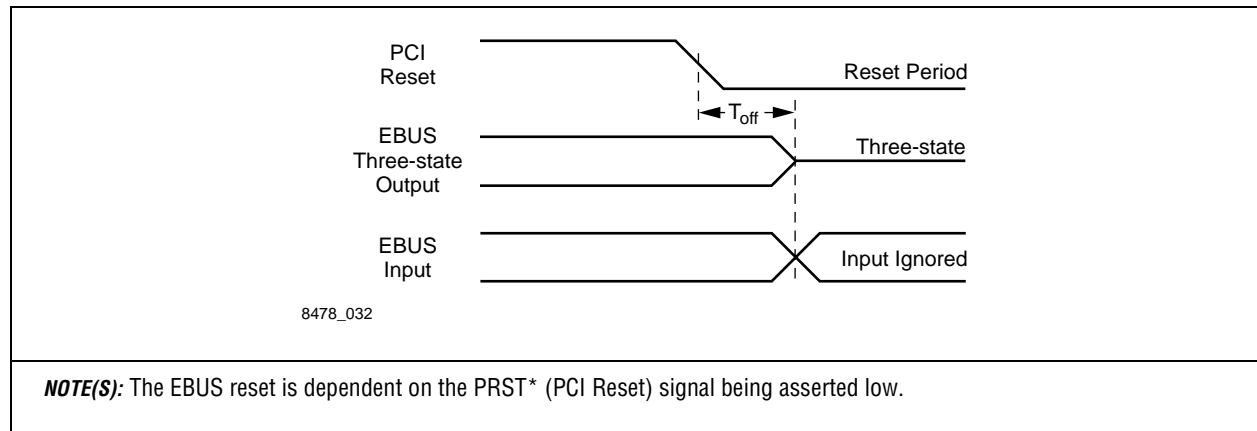 PCI
Reset
Reset Period
Toff
EBUS
Three-state
Output
Three-state
EBUS
Input
Input Ignored
8478_032
NOTE(S): The EBUS reset is dependent on the PRST* (PCI Reset) signal being asserted low.